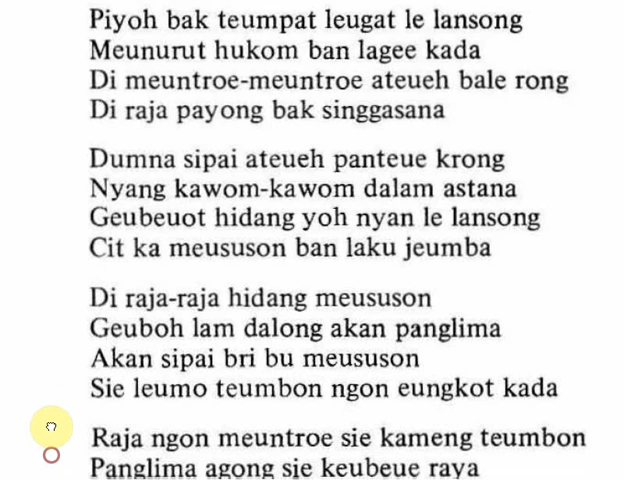 Piyoh bak teumpat leugat le lansong
Meunurut hukom ban lagee kada
Di meuntroe-meuntroe ateueh bale rong
Di raja payong bak singgasana
Dumna sipai ateueh panteue krong
Nyang kawom-kawom dalam astana
Geubeuot hidang yoh nyan le lansong
Cit ka meususon ban laku jeumba
Di raja-raja hidang meususon
Geuboh lam dalong akan panglima
Akan sipai bri bu meususon
Sie leumo teumbon ngon eungkot kada
Raja ngon meuntroe sie kameng teumbon
Panglima agong sie keubeue raya